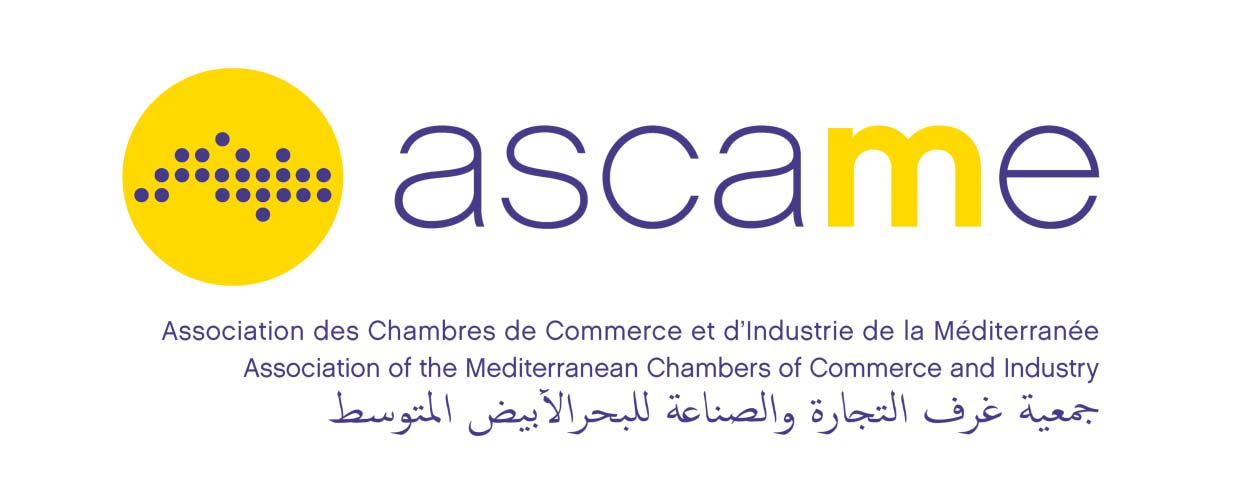 ascame
Association des Chambres de Commerce et d’Industrie de la Méditerranée
Association of the Mediterranean Chambers of Commerce and Industry
جمعية غرف التجارة والصناعة للبحرالأبيض المتوسط